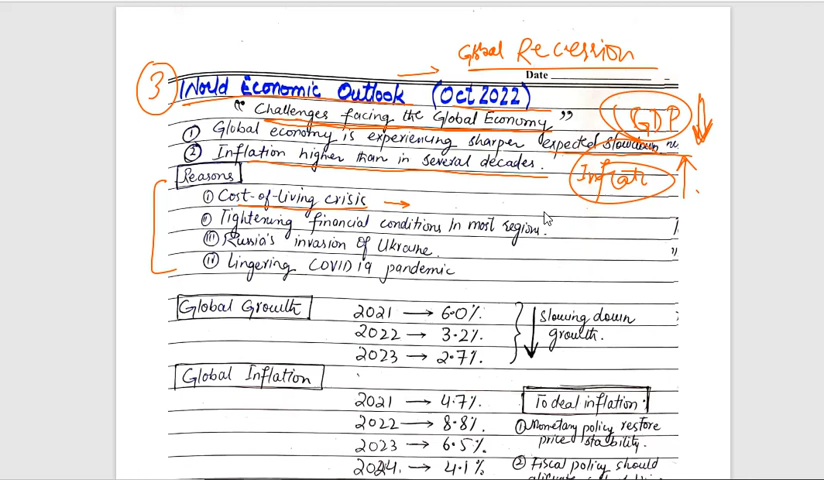 Global Recession
Date
③ World Economic Outlook (Oct 2022)
" Challenges facing the Global Economy " GDP ↓
① Global economy is experiencing sharper expected slowdown
② Inflation higher than in several decades. Inflati ↑
Reasons
ⓘ Cost-of-living crisis →
ⓘⓘ Tightening financial conditions in most regions.
ⓘⓘⓘ Russia's invasion of Ukraine.
ⓘⓥ Lingering COVID19 pandemic
Global Growth 2021 → 6.0%
2022 → 3.2%
2023 → 2.7%
↓ slowing down
growth.
Global Inflation
2021 → 4.7%
2022 → 8.8%
2023 → 6.5%
2024. → 4.1%
To deal inflation:
① Monetary policy restore
price stability.
② Fiscal policy should